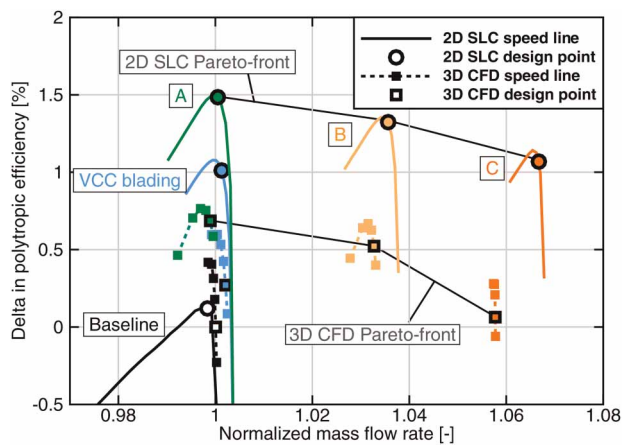 2
1.5
1
0.5
0
-0.5
Delta in polytropic efficiency [%]
0.98
1
1.02
1.04
1.06
1.08
Normalized mass flow rate [-]
2D SLC speed line
2D SLC design point
3D CFD speed line
3D CFD design point
2D SLC Pareto-front
A
B
C
VCC blading
Baseline
3D CFD Pareto-front